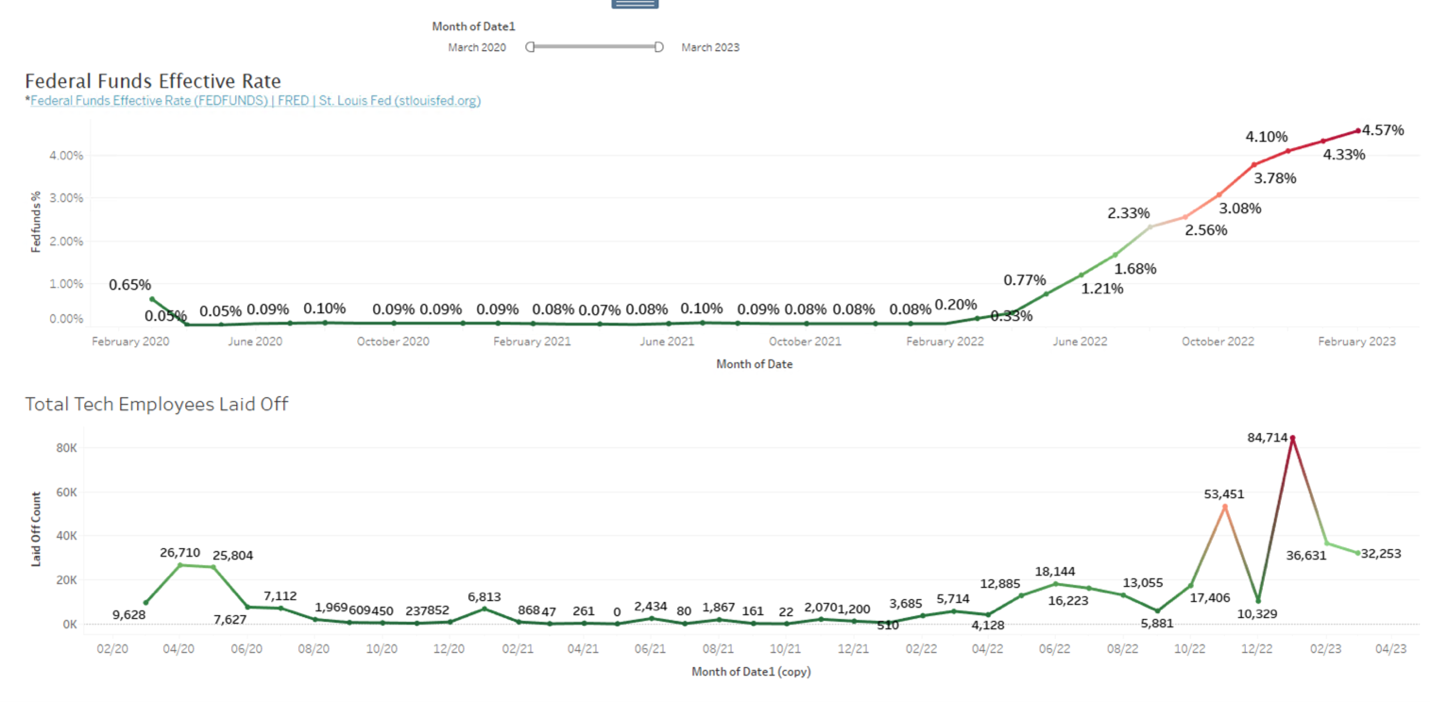 Month of Date1
March 2020 March 2023
Federal Funds Effective Rate
*Federal Funds Effective Rate (FEDFUNDS) | FRED | St. Louis Fed (stlouisfed.org)
Fedfunds %
4.00%
3.00%
2.00%
1.00%
0.00%
0.65% 0.05% 0.05% 0.09% 0.10% 0.09% 0.09% 0.09% 0.08% 0.07% 0.08% 0.10% 0.09% 0.08% 0.08% 0.08% 0.20% 0.33% 0.77% 1.21% 1.68% 2.33% 2.56% 3.08% 3.78% 4.10% 4.33% 4.57%
February 2020 June 2020 October 2020 February 2021 June 2021 October 2021 February 2022 June 2022 October 2022 February 2023
Month of Date
Total Tech Employees Laid Off
Laid Off Count
80K
60K
40K
20K
0K
9,628 26,710 25,804 7,627 7,112 1,969 609 450 237 852 6,813 868 47 261 0 2,434 80 1,867 161 22 2,070 1,200 510 3,685 5,714 4,128 12,885 18,144 16,223 13,055 5,881 17,406 53,451 10,329 84,714 36,631 32,253
02/20 04/20 06/20 08/20 10/20 12/20 02/21 04/21 06/21 08/21 10/21 12/21 02/22 04/22 06/22 08/22 10/22 12/22 02/23 04/23
Month of Date1 (copy)